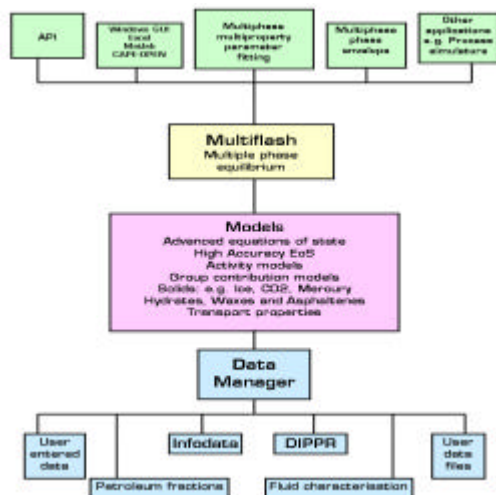 API
Windows GUI
Excel
Matlab
CAPE-OPEN
Multiphase
multiproperty
parameter
fitting
Multiphase
phase
envelope
Other
applications
e.g. Process
simulators
Multiflash
Multiple phase
equilibrium
Models
Advanced equations of state
High Accuracy EoS
Activity models
Group contribution models
Solids: e.g. Ice, CO2, Mercury
Hydrates, Waxes and Asphaltenes
Transport properties
Data
Manager
User
entered
data
Infodata
DIPPR
User
data
files
Petroleum fractions
Fluid characterisation